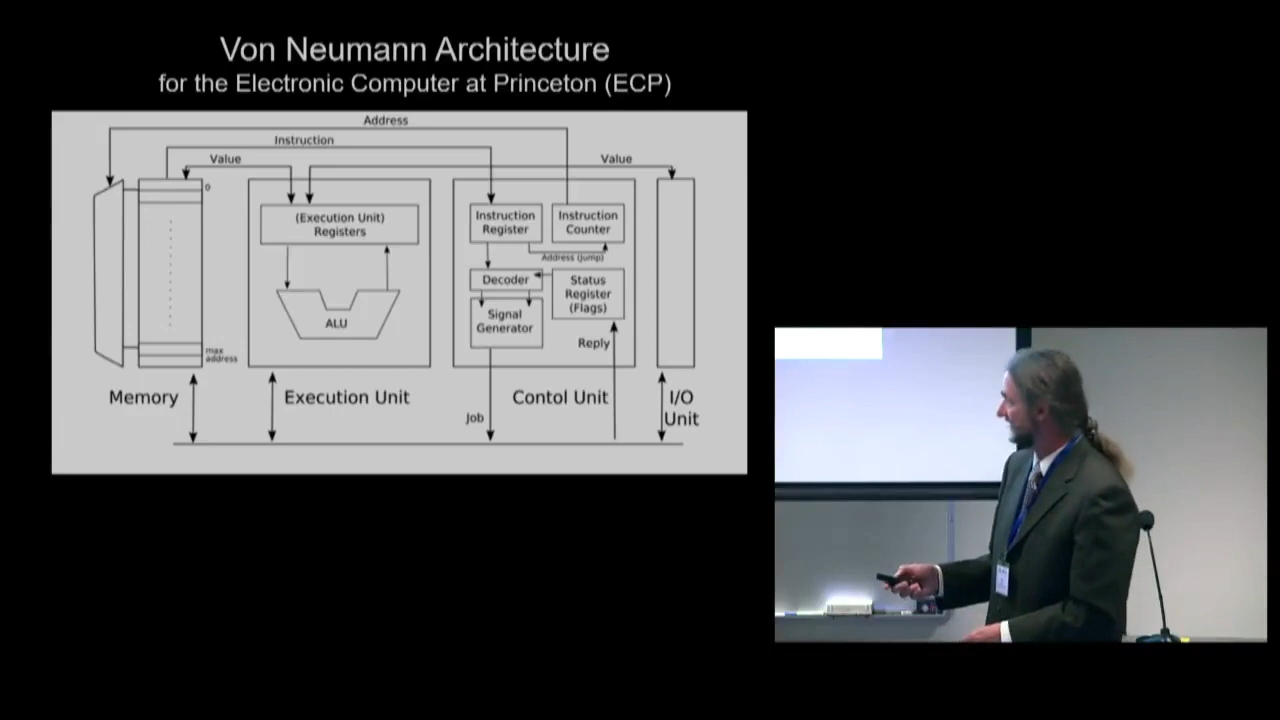 Von Neumann Architecture
for the Electronic Computer at Princeton (ECP)
Address
Instruction
Value
Value
0
(Execution Unit)
Registers
Instruction
Register
Instruction
Counter
Address (Jump)
Decoder
Status
Register
(Flags)
Signal
Generator
ALU
Reply
max
address
Memory
Execution Unit
Contol Unit
I/O
Unit
Job